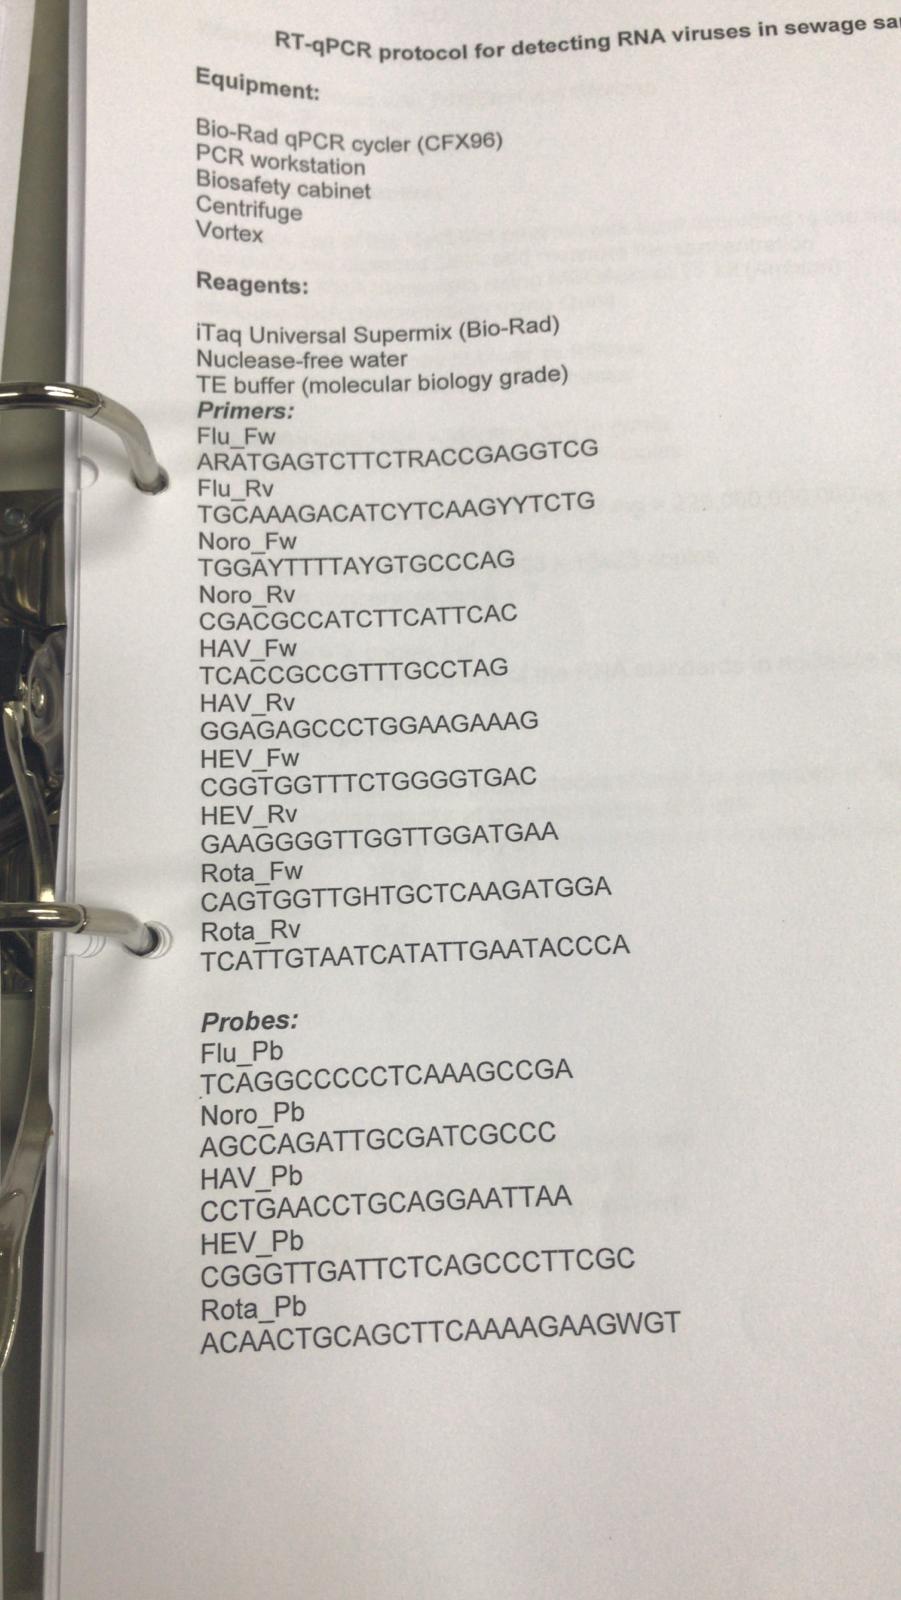 RT-qPCR protocol for detecting RNA viruses in sewage
Equipment:
Bio-Rad qPCR cycler (CFX96)
PCR workstation
Biosafety cabinet
Centrifuge
Vortex
Reagents:
iTaq Universal Supermix (Bio-Rad)
Nuclease-free water
TE buffer (molecular biology grade)
Primers:
Flu_Fw
ARATGAGTCTTCTRACCGAGGTCG
Flu_Rv
TGCAAAGACATCYTCAAGYYTCTG
Noro_Fw
TGGAYTTTTAYGTGCCCAG
Noro_Rv
CGACGCCATCTTCATTCAC
HAV_Fw
TCACCGCCGTTTGCCTAG
HAV_Rv
GGAGAGCCCTGGAAGAAAG
HEV_Fw
CGGTGGTTTCTGGGGTGAC
HEV_Rv
GAAGGGGTTGGTTGGATGAA
Rota_Fw
CAGTGGTTGHTGCTCAAGATGGA
Rota_Rv
TCATTGTAATCATATTGAATACCCA
Probes:
Flu_Pb
TCAGGCCCCCTCAAAGCCGA
Noro_Pb
AGCCAGATTGCGATCGCCC
HAV_Pb
CCTGAACCTGCAGGAATTAA
HEV_Pb
CGGGTTGATTCTCAGCCCTTCGC
Rota_Pb
ACAACTGCAGCTTCAAAAGAAGWGT